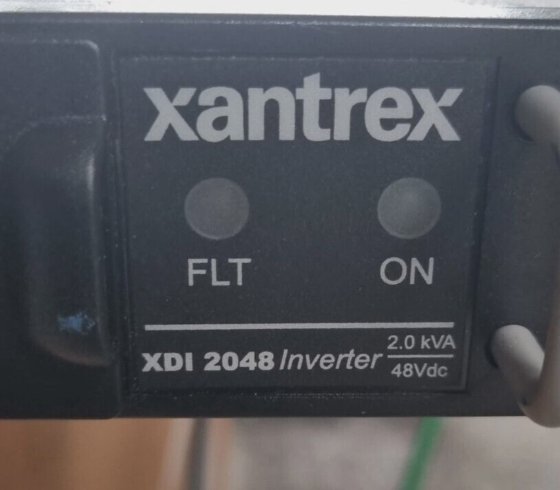 xantrex
FLT ON
XDI 2048 Inverter 2.0 kVA
48Vdc